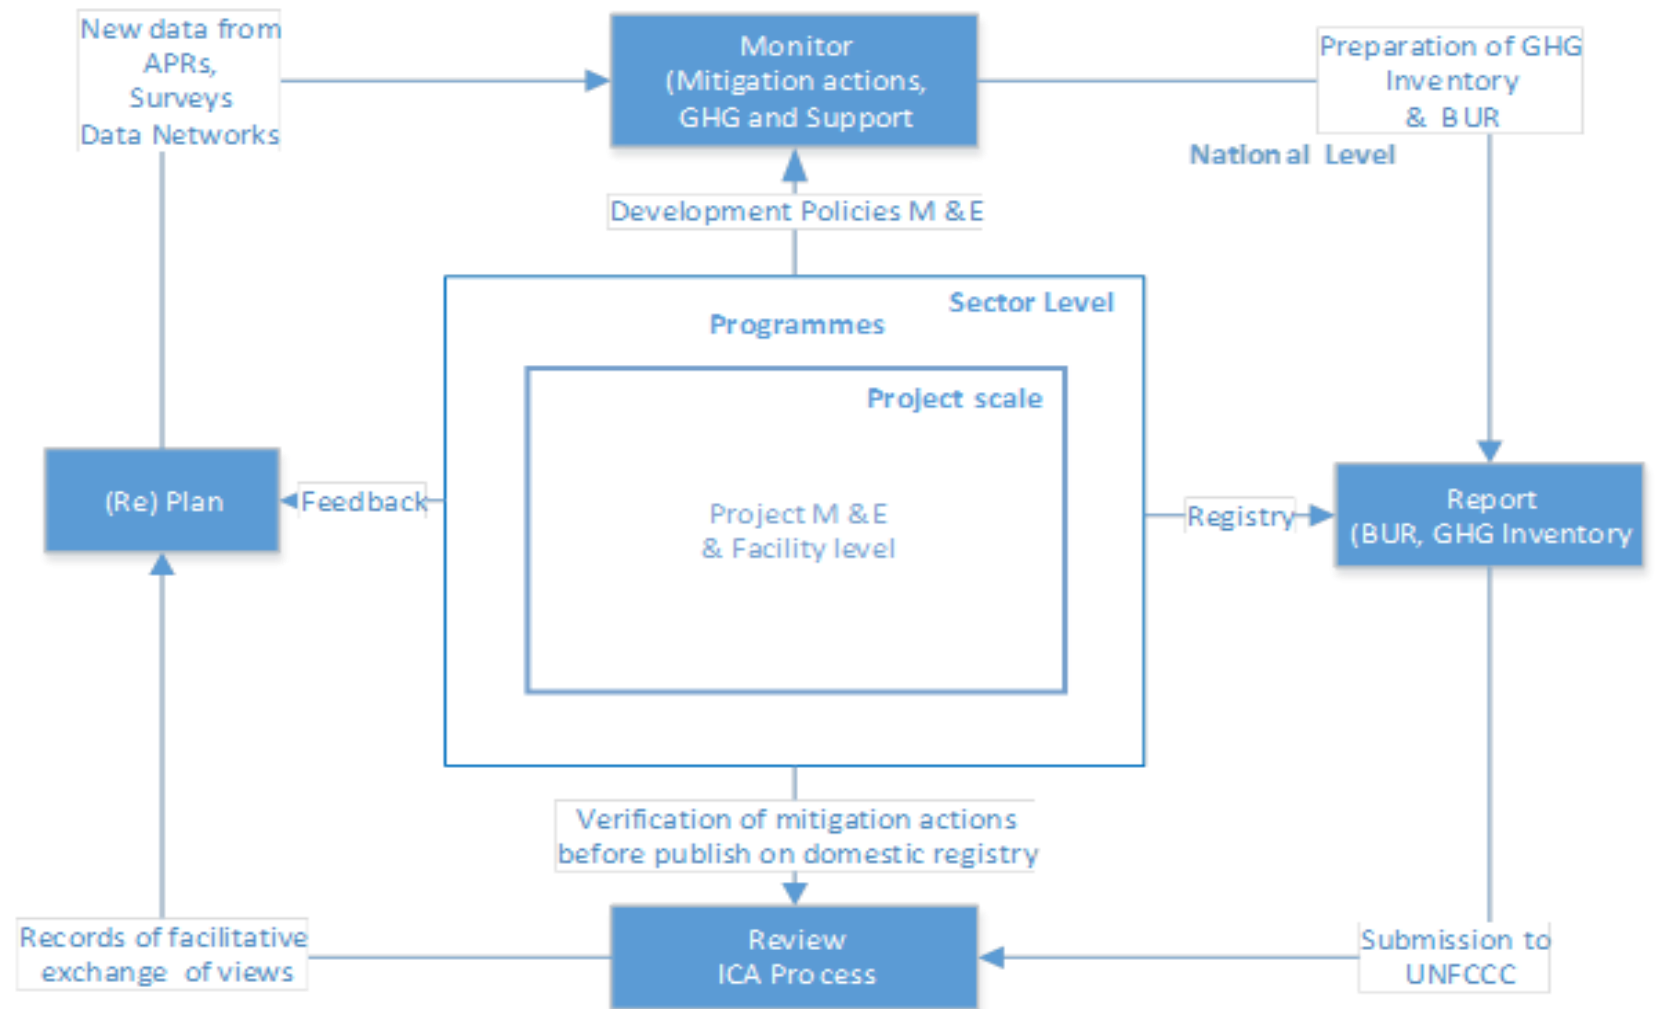 New data from
APRs,
Surveys
Data Networks
Monitor
(Mitigation actions,
GHG and Support
Preparation of GHG
Inventory
& BUR
National Level
Development Policies M & E
Sector Level
Programmes
Project scale
(Re) Plan
Feedback
Project M & E
& Facility level
Registry
Report
(BUR, GHG Inventory
Verification of mitigation actions
before publish on domestic registry
Records of facilitative
exchange of views
Review
ICA Process
Submission to
UNFCCC